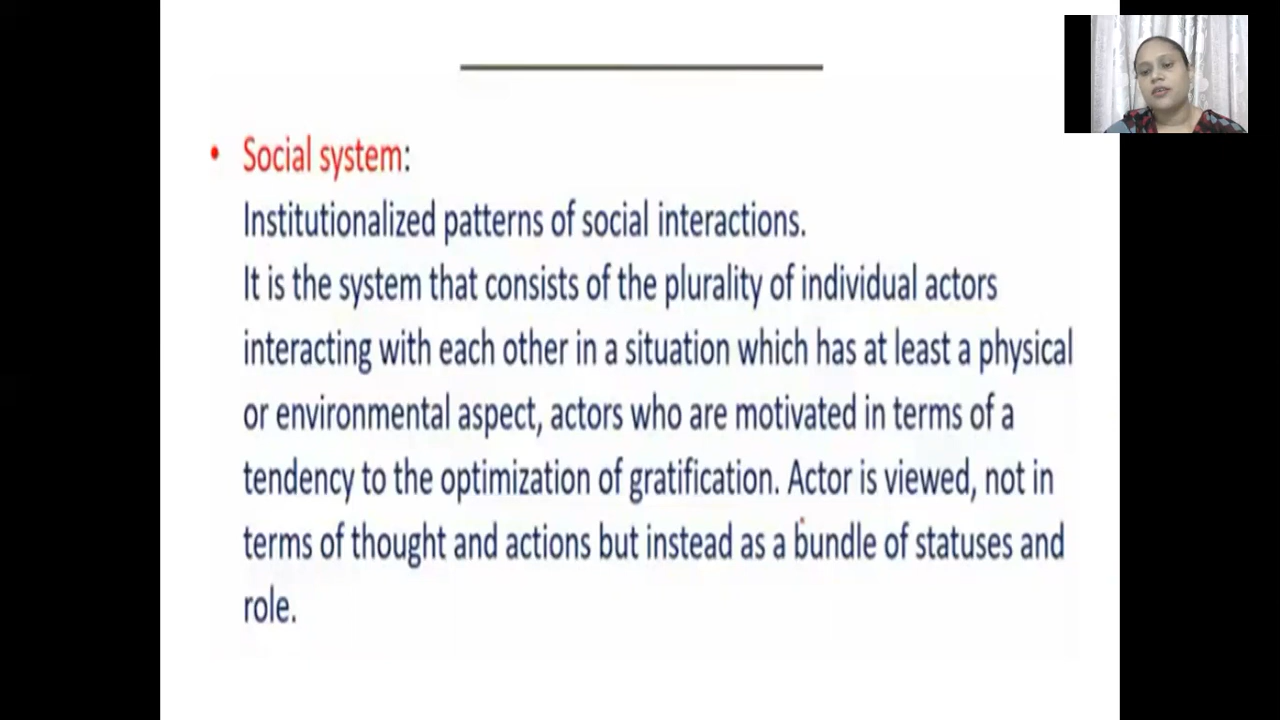 • Social system:
Institutionalized patterns of social interactions.
It is the system that consists of the plurality of individual actors
interacting with each other in a situation which has at least a physical
or environmental aspect, actors who are motivated in terms of a
tendency to the optimization of gratification. Actor is viewed, not in
terms of thought and actions but instead as a bundle of statuses and
role.